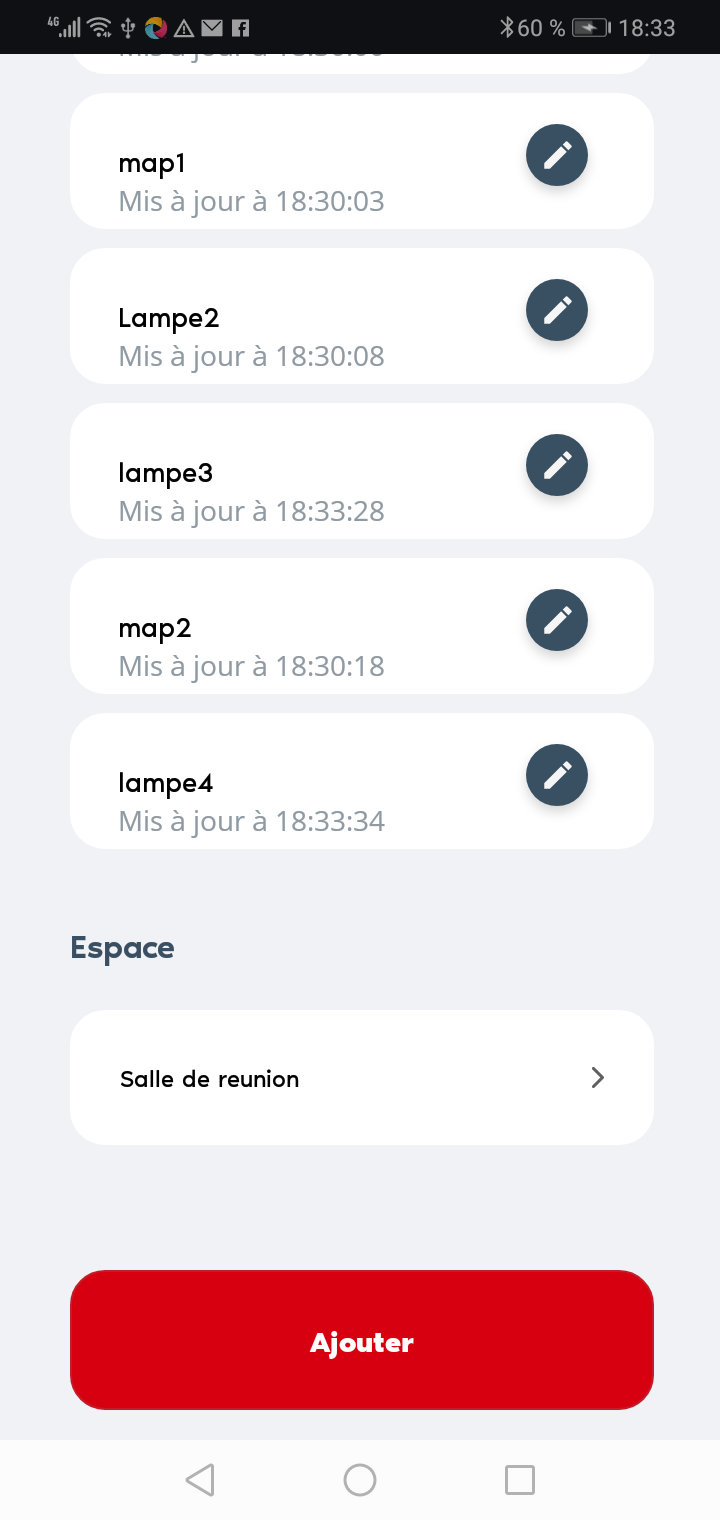 4G 60 % 18:33
map1
Mis à jour à 18:30:03
Lampe2
Mis à jour à 18:30:08
lampe3
Mis à jour à 18:33:28
map2
Mis à jour à 18:30:18
lampe4
Mis à jour à 18:33:34
Espace
Salle de reunion
Ajouter